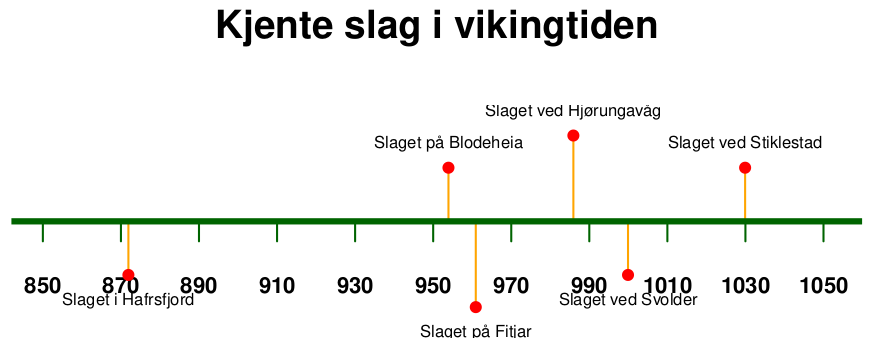 Kjente slag i vikingtiden
Slaget ved Hjørungavåg
Slaget på Blodeheia
Slaget ved Stiklestad
850 870 890 910 930 950 970 990 1010 1030 1050
Slaget i Hafrsfjord
Slaget ved Svolder
Slaget på Fitjar